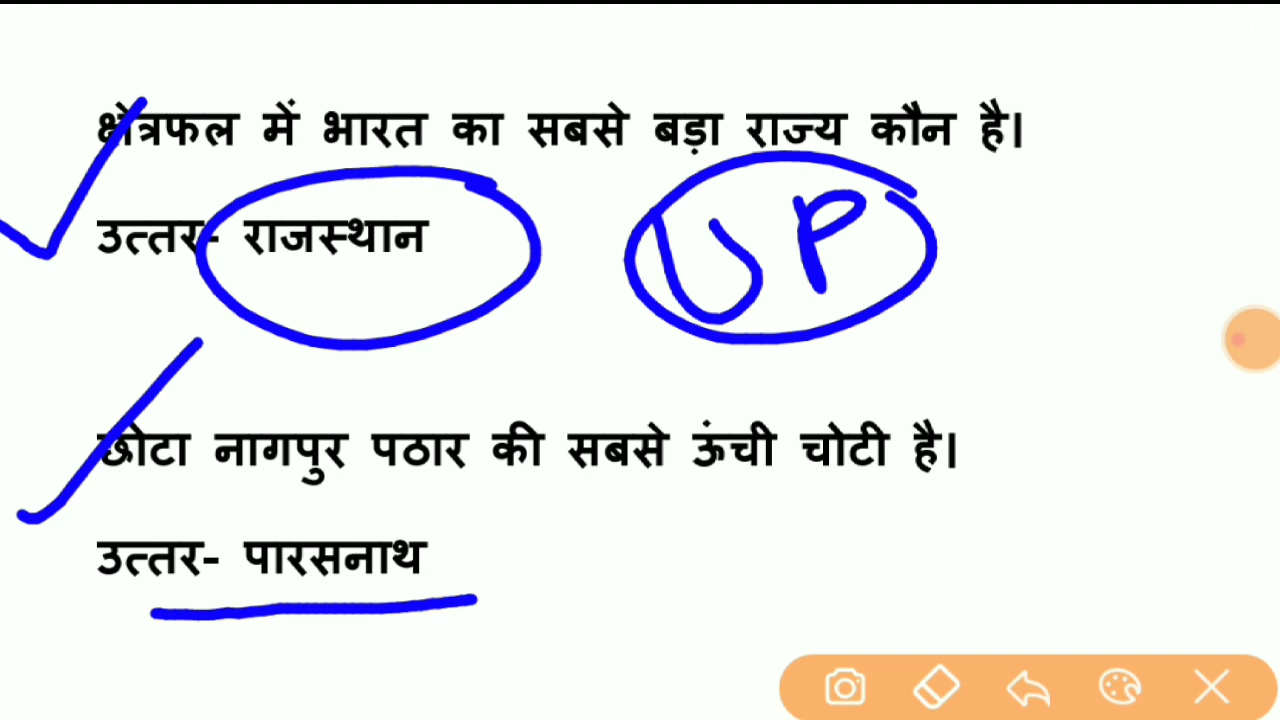 क्षेत्रफल में भारत का सबसे बड़ा राज्य कौन है।
उत्तर- राजस्थान UP
छोटा नागपुर पठार की सबसे ऊंची चोटी है।
उत्तर- पारसनाथ